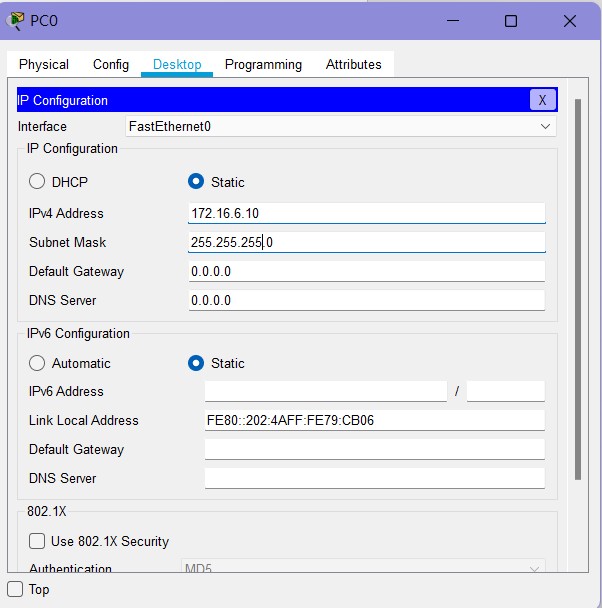 PC0
Physical Config Desktop Programming Attributes
IP Configuration X
Interface FastEthernet0
IP Configuration
DHCP Static
IPv4 Address 172.16.6.10
Subnet Mask 255.255.255.0
Default Gateway 0.0.0.0
DNS Server 0.0.0.0
IPv6 Configuration
Automatic Static
IPv6 Address /
Link Local Address FE80::202:4AFF:FE79:CB06
Default Gateway
DNS Server
802.1X
Use 802.1X Security
Authentication MD5
Top